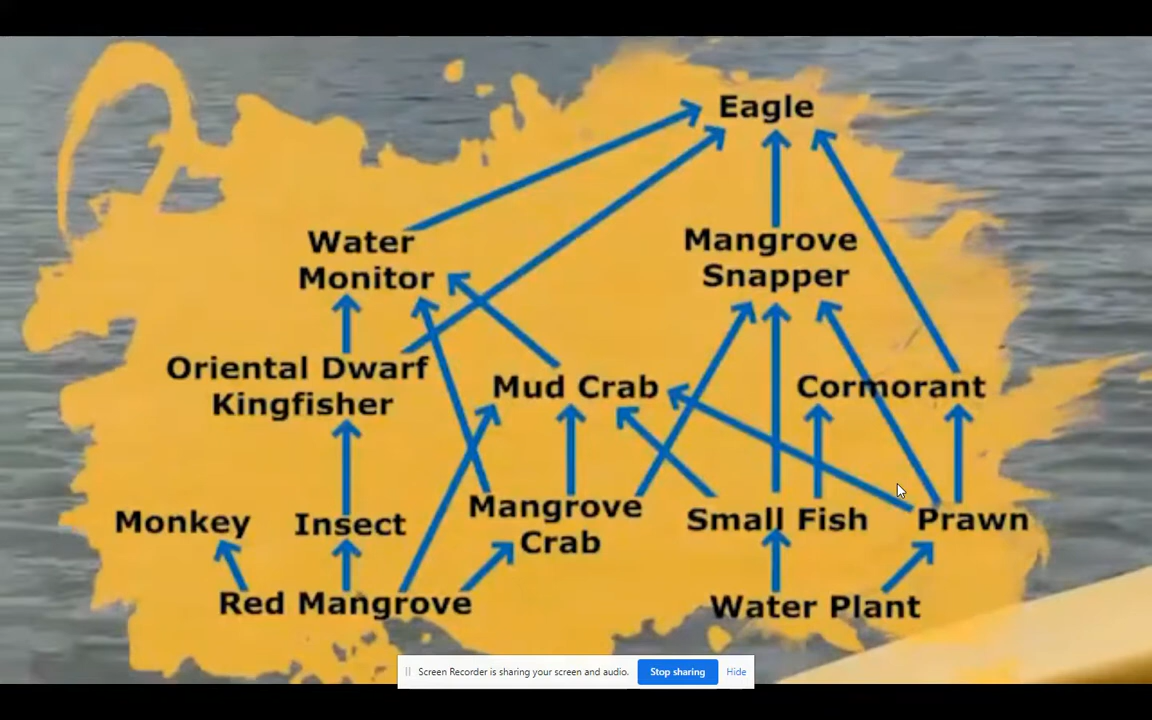 Eagle
Water
Monitor
Mangrove
Snapper
Oriental Dwarf
Kingfisher
Mud Crab
Cormorant
Monkey
Insect
Mangrove
Crab
Small Fish
Prawn
Red Mangrove
Water Plant
Screen Recorder is sharing your screen and audio. Stop sharing Hide